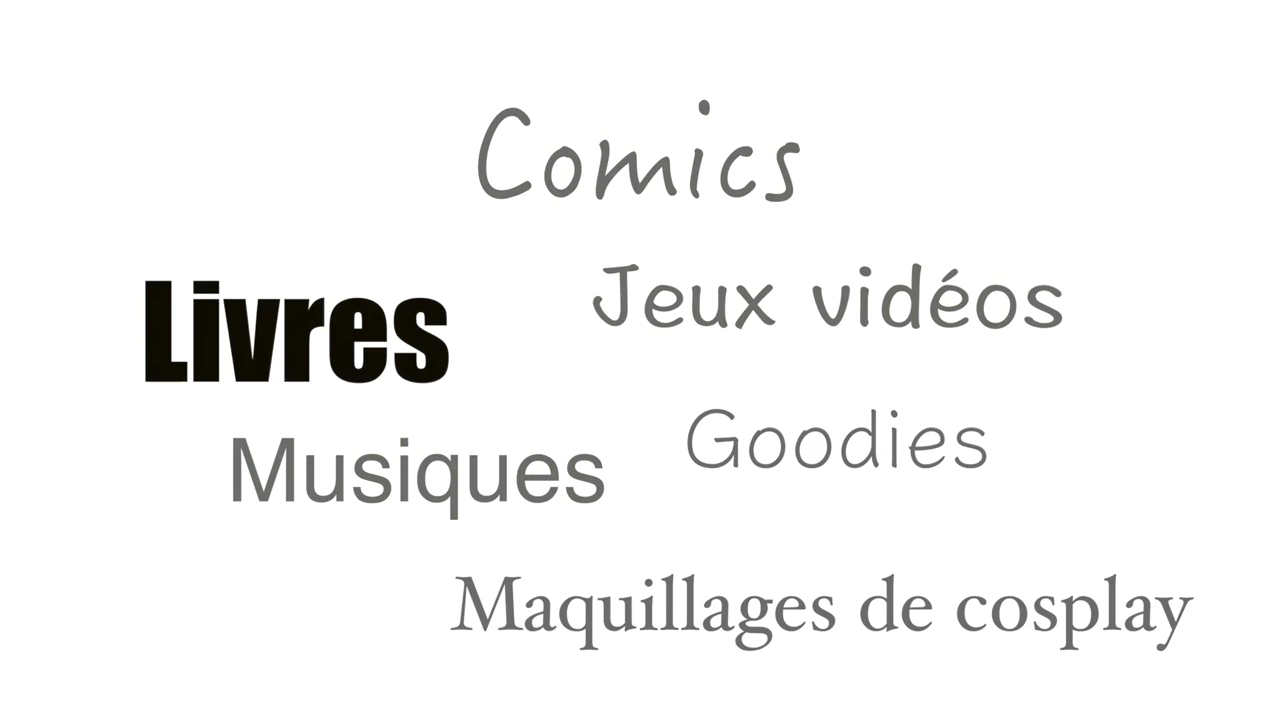 Comics
Jeux vidéos
Livres
Goodies
Musiques
Maquillages de cosplay